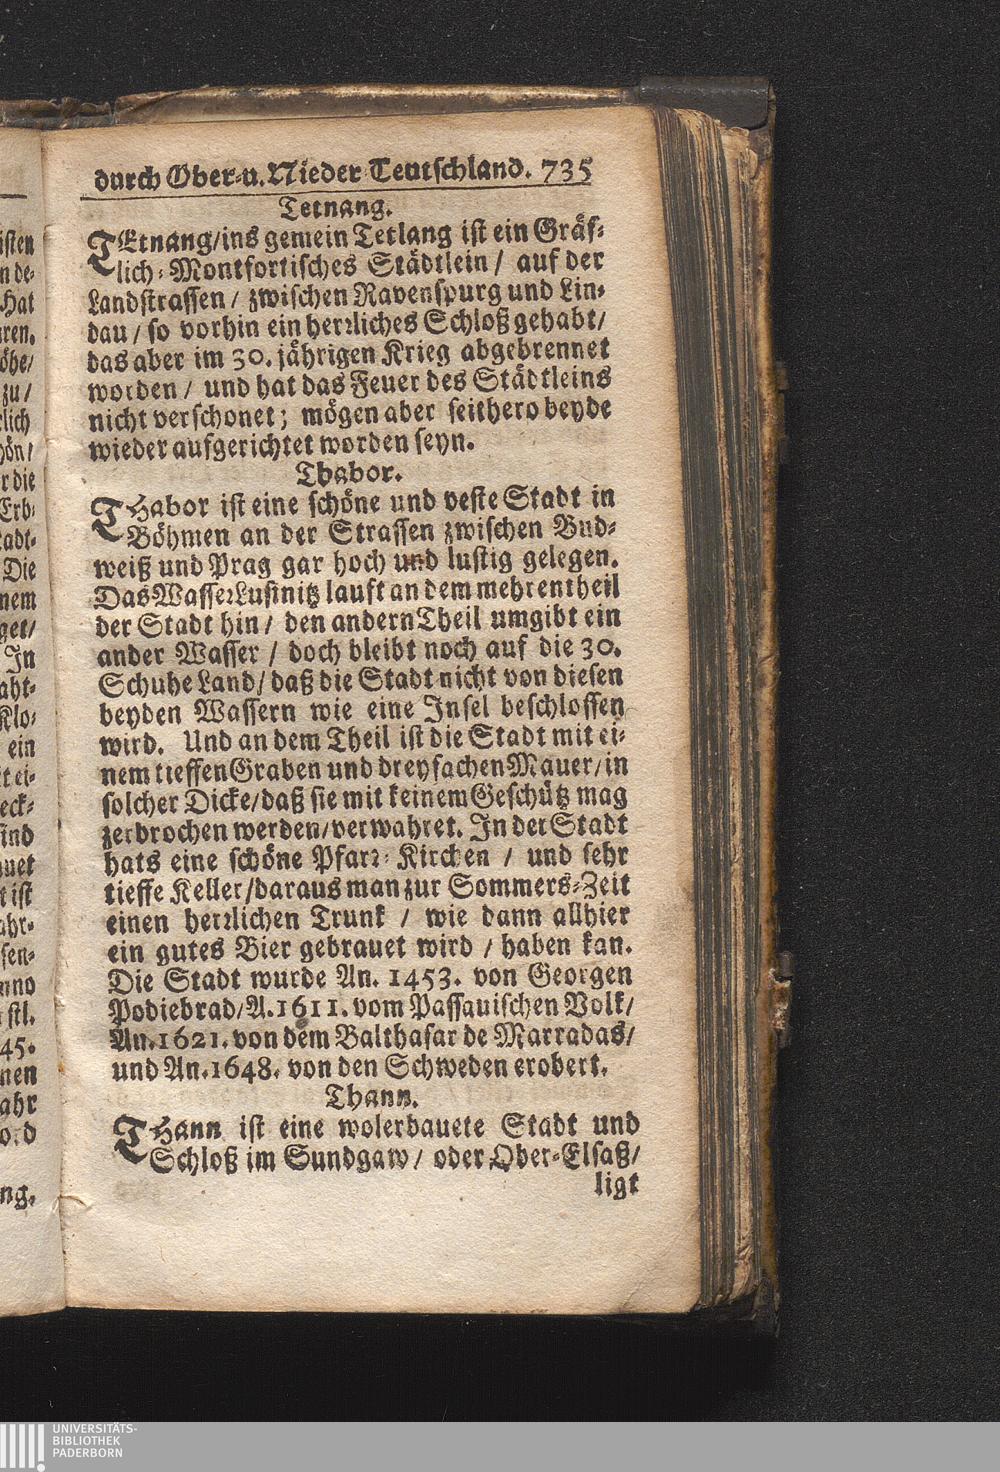 durch Ober-u. Nieder Teutschland. 735
Tetnang.
TEtnang/ins gemein Tetlang ist ein Gräf-
lich-Montfortisches Städtlein / auf der
Landstrassen / zwischen Ravenspurg und Lin-
dau / so vorhin ein herrliches Schloß gehabt/
das aber im 30. jährigen Krieg abgebrennet
worden / und hat das Feuer des Städtleins
nicht verschonet; mögen aber seithero beyde
wieder aufgerichtet worden seyn.
Thabor.
THabor ist eine schöne und veste Stadt in
Böhmen an der Strassen zwischen Bud-
weiß und Prag gar hoch und lustig gelegen.
Das Wasser Lusinitz lauft an dem mehrentheil
der Stadt hin / den andern Theil umgibt ein
ander Wasser / doch bleibt noch auf die 30.
Schuhe Land/ daß die Stadt nicht von diesen
beyden Wassern wie eine Insel beschlossen
wird. Und an dem Theil ist die Stadt mit ei-
nem tieffen Graben und dreyfachen Mauer/in
solcher Dicke/daß sie mit keinem Geschütz mag
zerbrochen werden/verwahret. In der Stadt
hats eine schöne Pfarr-Kirchen / und sehr
tieffe Keller/daraus man zur Sommers-Zeit
einen herrlichen Trunk / wie dann allhier
ein gutes Bier gebrauet wird / haben kan.
Die Stadt wurde An. 1453. von Georgen
Podiebrad/A.1611. vom Passauischen Volk/
An.1621. von dem Balthasar de Marradas/
und An.1648. von den Schweden erobert.
Thann.
THann ist eine wolerbauete Stadt und
Schloß im Sundgaw / oder Ober-Elsaß/
ligt
UNIVERSITÄTS-
BIBLIOTHEK
PADERBORN